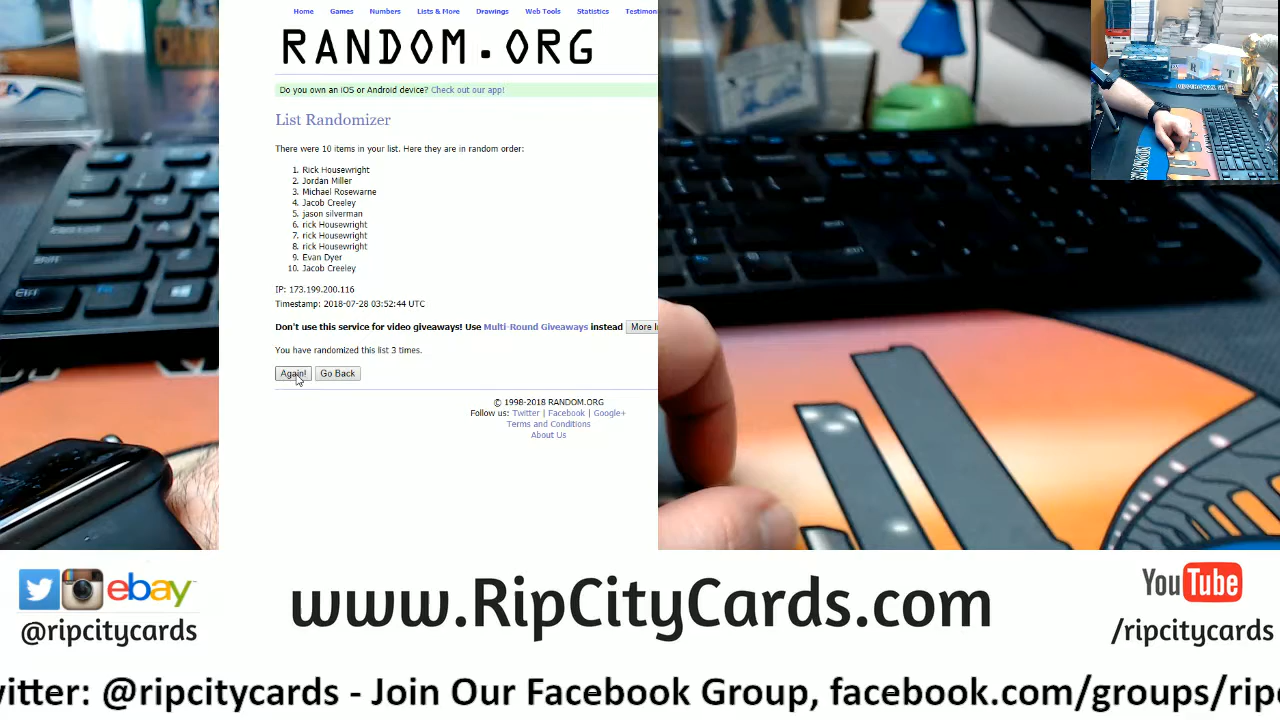 Home Games Numbers Lists & More Drawings Web Tools Statistics Testimon
RANDOM.ORG
Do you own an iOS or Android device? Check out our app!
List Randomizer
There were 10 items in your list. Here they are in random order:
1. Rick Housewright
2. Jordan Miller
3. Michael Rosewarne
4. Jacob Creeley
5. jason silverman
6. rick Housewright
7. rick Housewright
8. rick Housewright
9. Evan Dyer
10. Jacob Creeley
IP: 173.199.200.116
Timestamp: 2018-07-28 03:52:44 UTC
Don't use this service for video giveaways! Use Multi-Round Giveaways instead More In
You have randomized this list 3 times.
Again! Go Back
© 1998-2018 RANDOM.ORG
Follow us: Twitter | Facebook | Google+
Terms and Conditions
About Us
ebay
@ripcitycards
www.RipCityCards.com
YouTube
/ripcitycards
witter: @ripcitycards - Join Our Facebook Group, facebook.com/groups/ripc